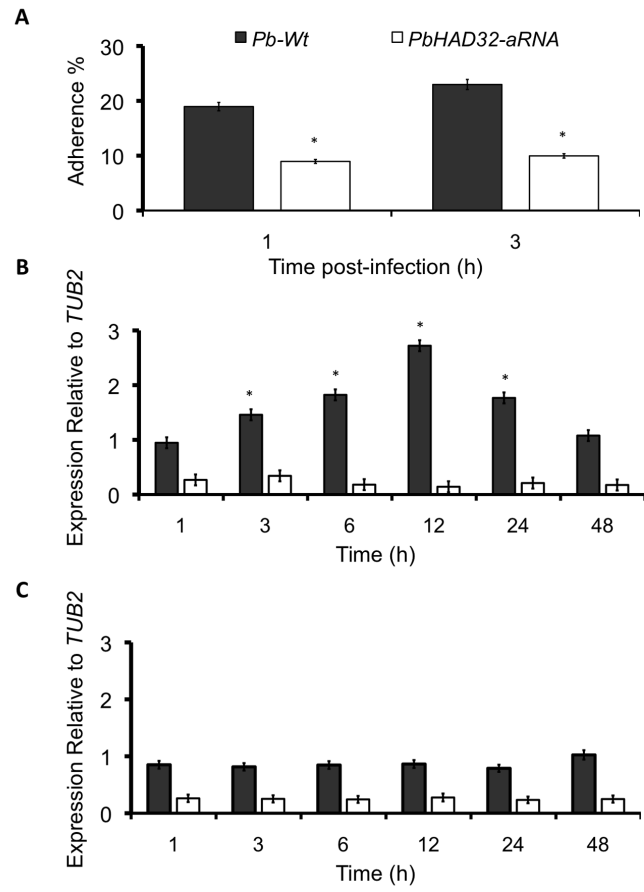 A
Pb-Wt PbHAD32-aRNA
Adherence %
30
20
10
0
*
*
1 3
Time post-infection (h)
B
Expression Relative to TUB2
3
2
1
0
*
*
*
*
1 3 6 12 24 48
Time (h)
C
Expression Relative to TUB2
3
2
1
0
1 3 6 12 24 48
Time (h)